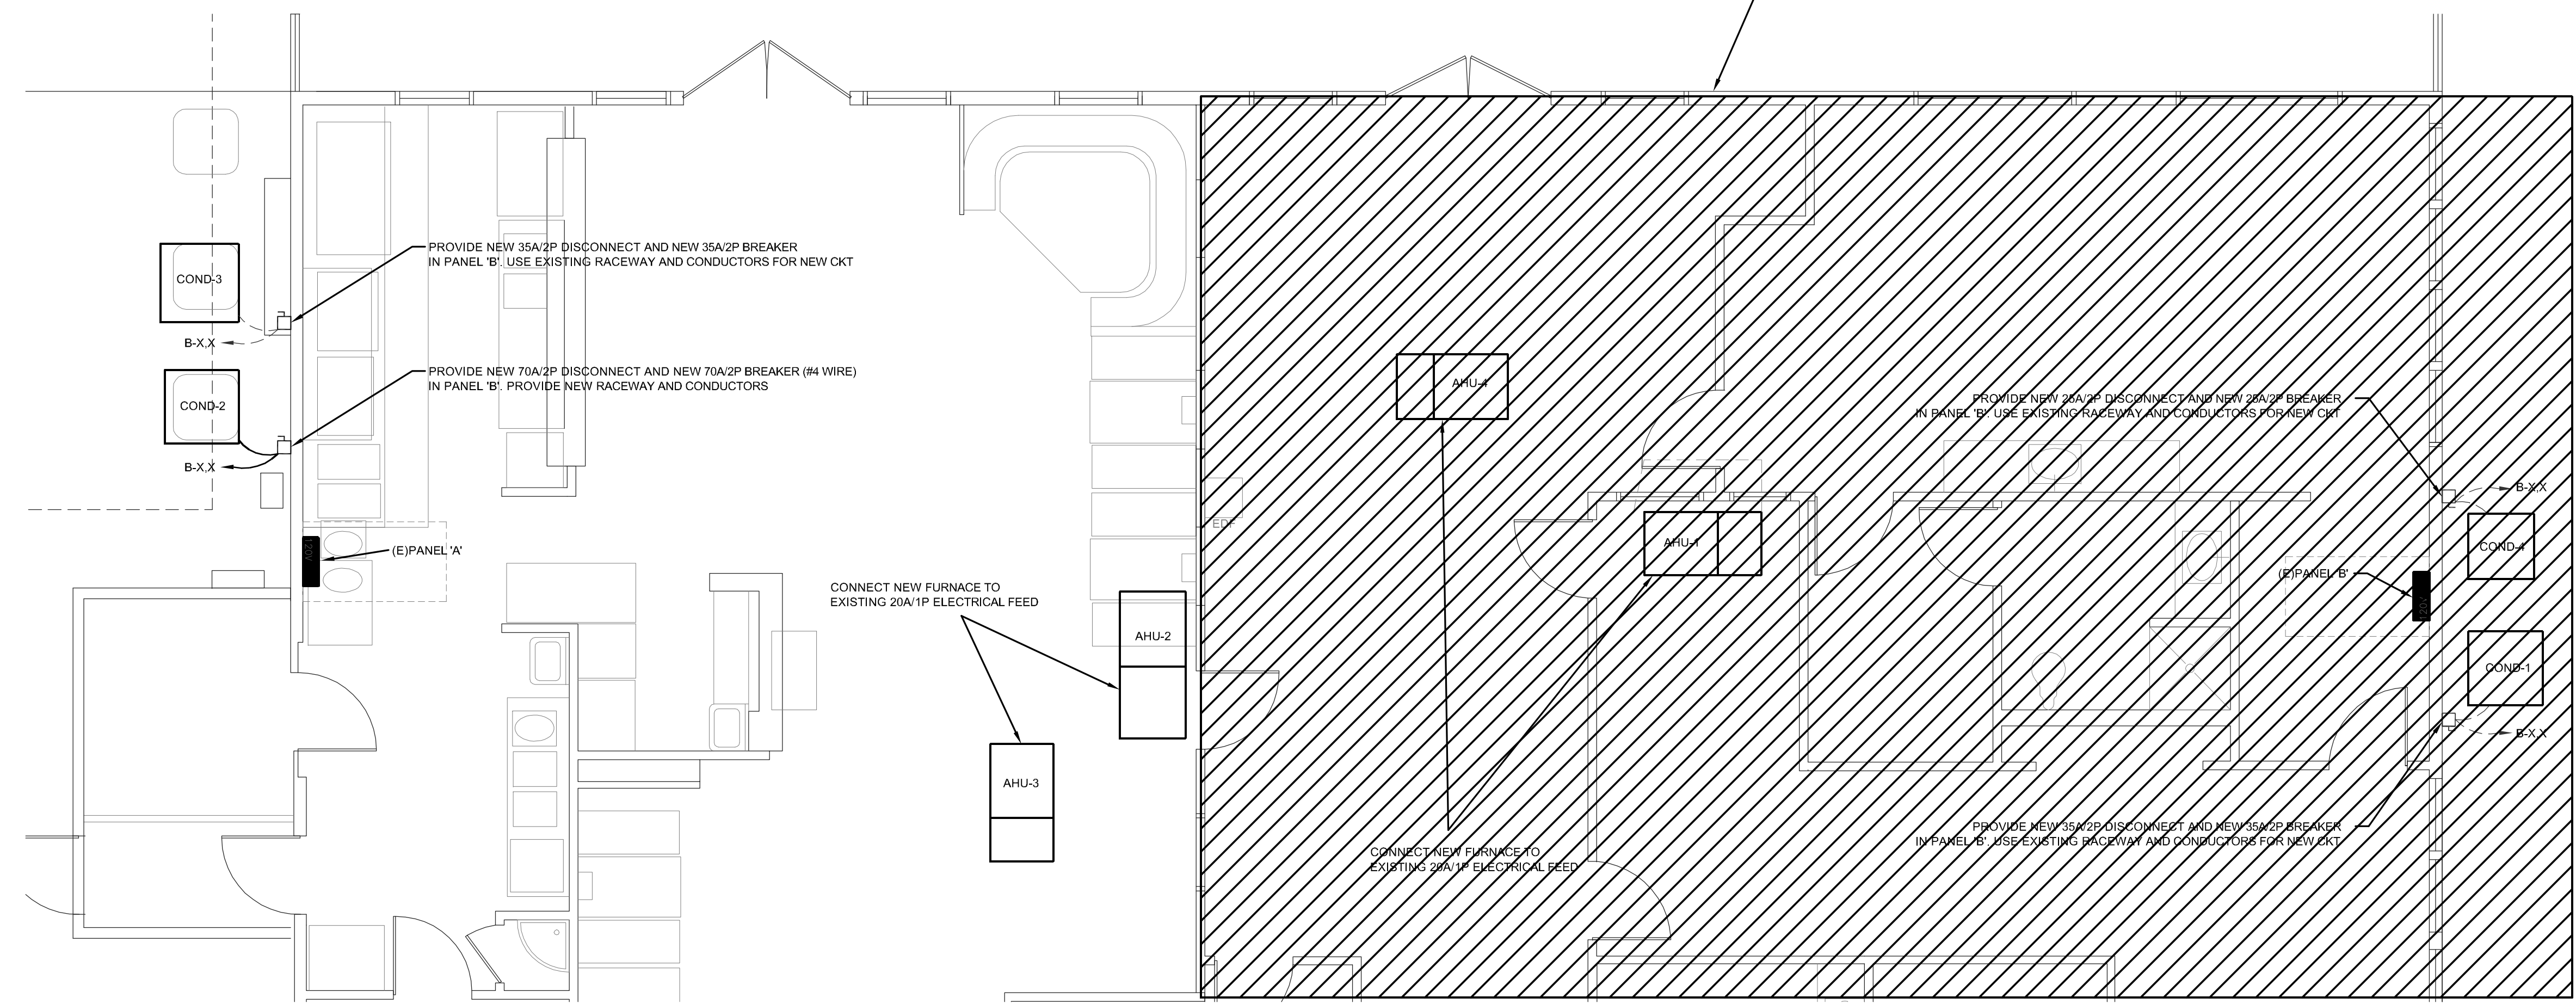 PROVIDE NEW 35A/2P DISCONNECT AND NEW 35A/2P BREAKER
IN PANEL 'B'. USE EXISTING RACEWAY AND CONDUCTORS FOR NEW CKT
COND-3
B-X,X
PROVIDE NEW 70A/2P DISCONNECT AND NEW 70A/2P BREAKER (#4 WIRE)
IN PANEL 'B'. PROVIDE NEW RACEWAY AND CONDUCTORS
COND-2
B-X,X
120V
(E)PANEL 'A'
CONNECT NEW FURNACE TO
EXISTING 20A/1P ELECTRICAL FEED
AHU-2
AHU-3
EDF
AHU-4
AHU-1
PROVIDE NEW 25A/2P DISCONNECT AND NEW 25A/2P BREAKER
IN PANEL 'B'. USE EXISTING RACEWAY AND CONDUCTORS FOR NEW CKT
B-X,X
COND-4
(E)PANEL 'B'
120V
COND-1
B-X,X
PROVIDE NEW 35A/2P DISCONNECT AND NEW 35A/2P BREAKER
IN PANEL 'B'. USE EXISTING RACEWAY AND CONDUCTORS FOR NEW CKT
CONNECT NEW FURNACE TO
EXISTING 20A/1P ELECTRICAL FEED